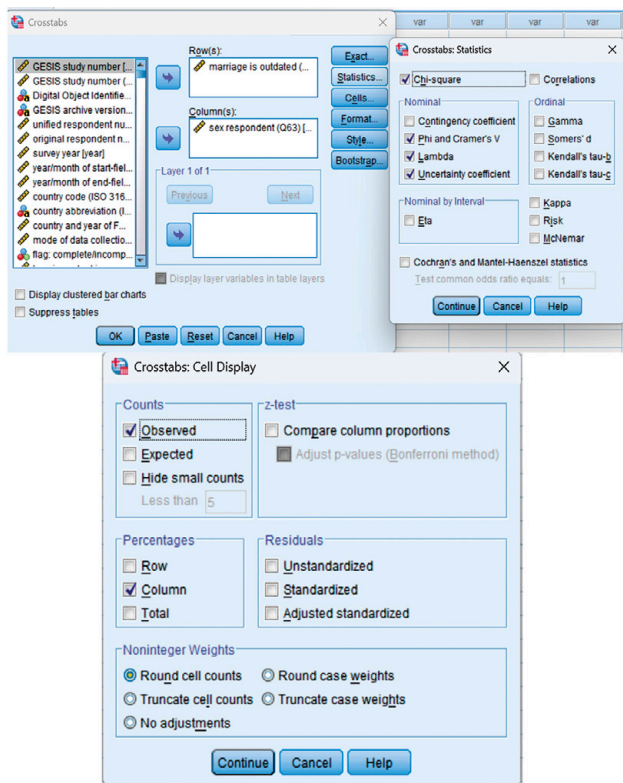 Crosstabs
var var var var
GESIS study number [...
GESIS study number (...
Digital Object Identifie...
GESIS archive version...
unified respondent nu...
original respondent n...
survey year [year]
year/month of start-fiel...
year/month of end-fiel...
country code (ISO 316...
country abbreviation (I...
country and year of F...
mode of data collectio...
flag: complete/incomp...
Row(s):
marriage is outdated (...
Column(s):
sex respondent (Q63) [...
Layer 1 of 1
Previous Next
Display layer variables in table layers
Exact...
Statistics...
Cells...
Format...
Style...
Bootstrap...
Display clustered bar charts
Suppress tables
OK Paste Reset Cancel Help
Crosstabs: Statistics
Chi-square Correlations
Nominal
Contingency coefficient
Phi and Cramer's V
Lambda
Uncertainty coefficient
Ordinal
Gamma
Somers' d
Kendall's tau-b
Kendall's tau-c
Nominal by Interval
Eta
Kappa
Risk
McNemar
Cochran's and Mantel-Haenszel statistics
Test common odds ratio equals: 1
Continue Cancel Help
Crosstabs: Cell Display
Counts
Observed
Expected
Hide small counts
Less than 5
z-test
Compare column proportions
Adjust p-values (Bonferroni method)
Percentages
Row
Column
Total
Residuals
Unstandardized
Standardized
Adjusted standardized
Noninteger Weights
Round cell counts Round case weights
Truncate cell counts Truncate case weights
No adjustments
Continue Cancel Help